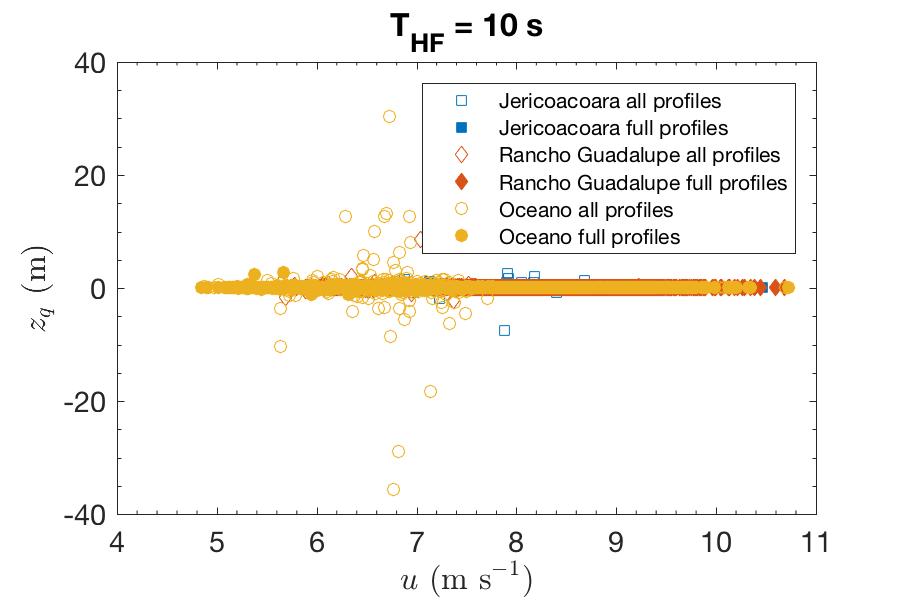 T_HF = 10 s
40
20
0
-20
-40
z_q (m)
Jericoacoara all profiles
Jericoacoara full profiles
Rancho Guadalupe all profiles
Rancho Guadalupe full profiles
Oceano all profiles
Oceano full profiles
4 5 6 7 8 9 10 11
u (m s⁻¹)